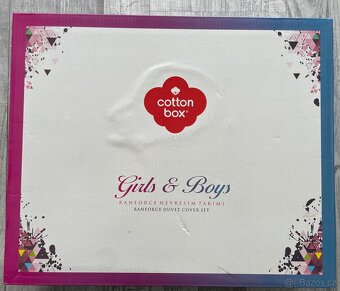 cotton
box®
Girls & Boys
RANFORCE NEVRESİM TAKIMI
RANFORCE DUVET COVER SET
Bazos.cz